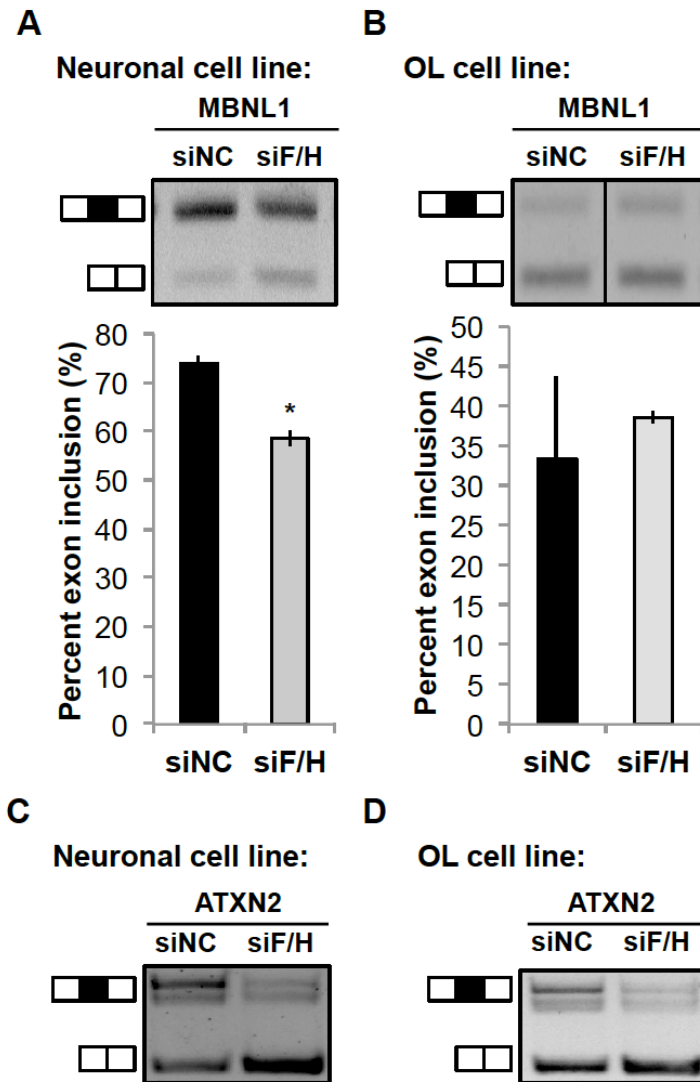 A
Neuronal cell line:
MBNL1
siNC siF/H
Percent exon inclusion (%)
80
70
60
50
40
30
20
10
0
*
siNC siF/H
B
OL cell line:
MBNL1
siNC siF/H
Percent exon inclusion (%)
50
45
40
35
30
25
20
15
10
5
0
siNC siF/H
C
Neuronal cell line:
ATXN2
siNC siF/H
D
OL cell line:
ATXN2
siNC siF/H